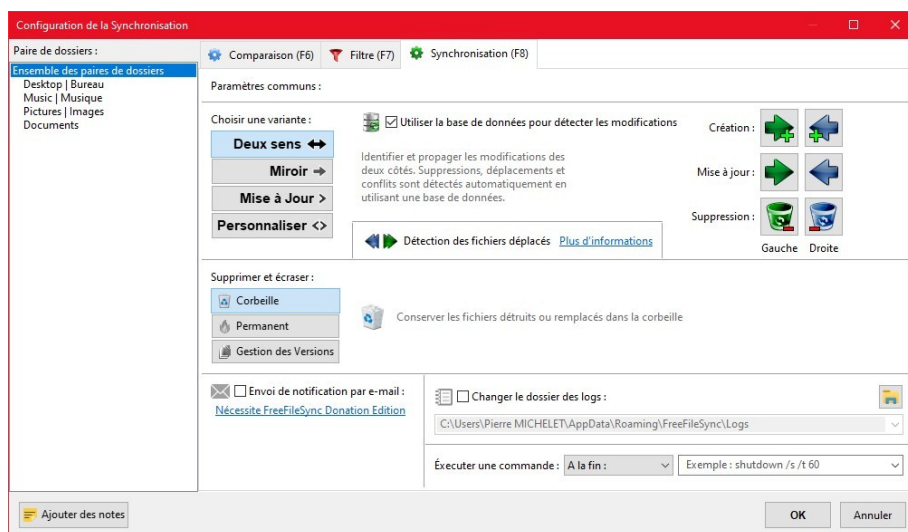 Configuration de la Synchronisation
Paire de dossiers :
Ensemble des paires de dossiers
Desktop | Bureau
Music | Musique
Pictures | Images
Documents
Comparaison (F6)
Filtre (F7)
Synchronisation (F8)
Paramètres communs :
Choisir une variante :
Deux sens
Miroir
Mise à Jour >
Personnaliser <>
Utiliser la base de données pour détecter les modifications
Identifier et propager les modifications des
deux côtés. Suppressions, déplacements et
conflits sont détectés automatiquement en
utilisant une base de données.
Détection des fichiers déplacés Plus d'informations
Création :
Mise à jour :
Suppression :
Gauche Droite
Supprimer et écraser :
Corbeille
Permanent
Gestion des Versions
Conserver les fichiers détruits ou remplacés dans la corbeille
Envoi de notification par e-mail :
Nécessite FreeFileSync Donation Edition
Changer le dossier des logs :
C:\Users\Pierre MICHELET\AppData\Roaming\FreeFileSync\Logs
Éxecuter une commande : A la fin : Exemple : shutdown /s /t 60
Ajouter des notes
OK Annuler